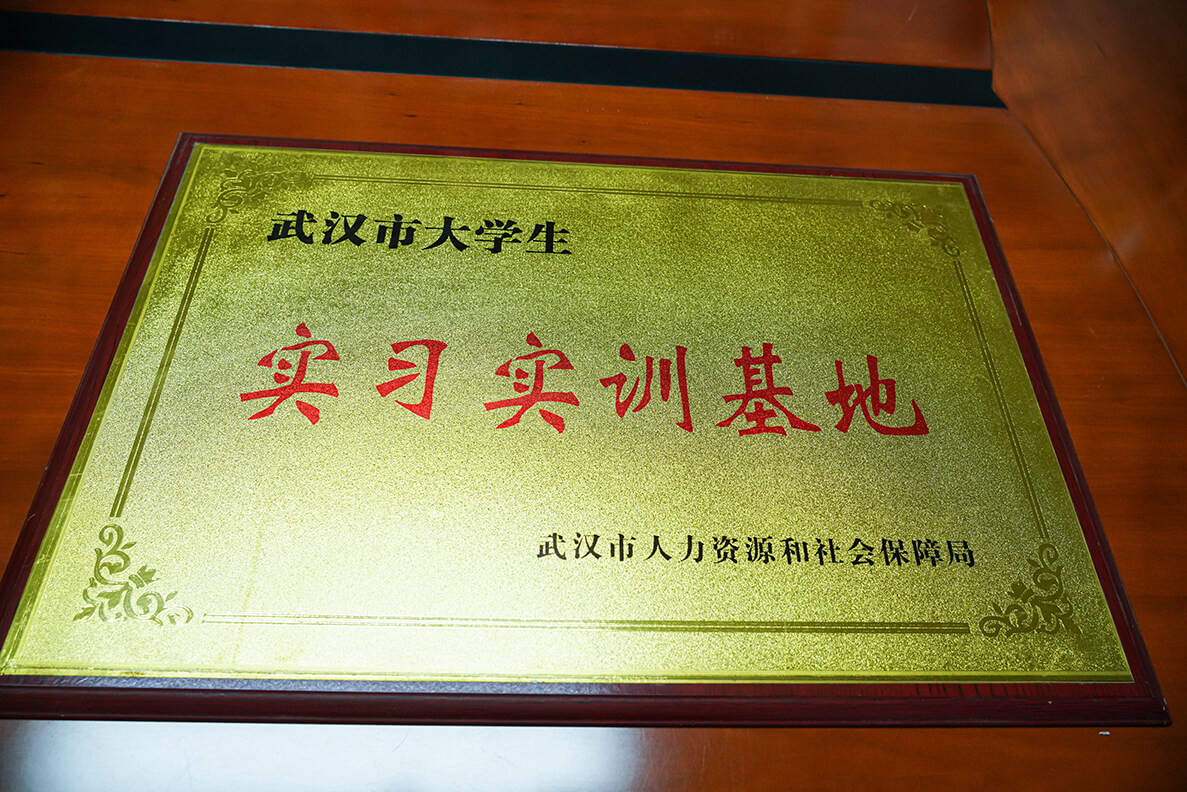 武汉市大学生
实习实训基地
武汉市人力资源和社会保障局